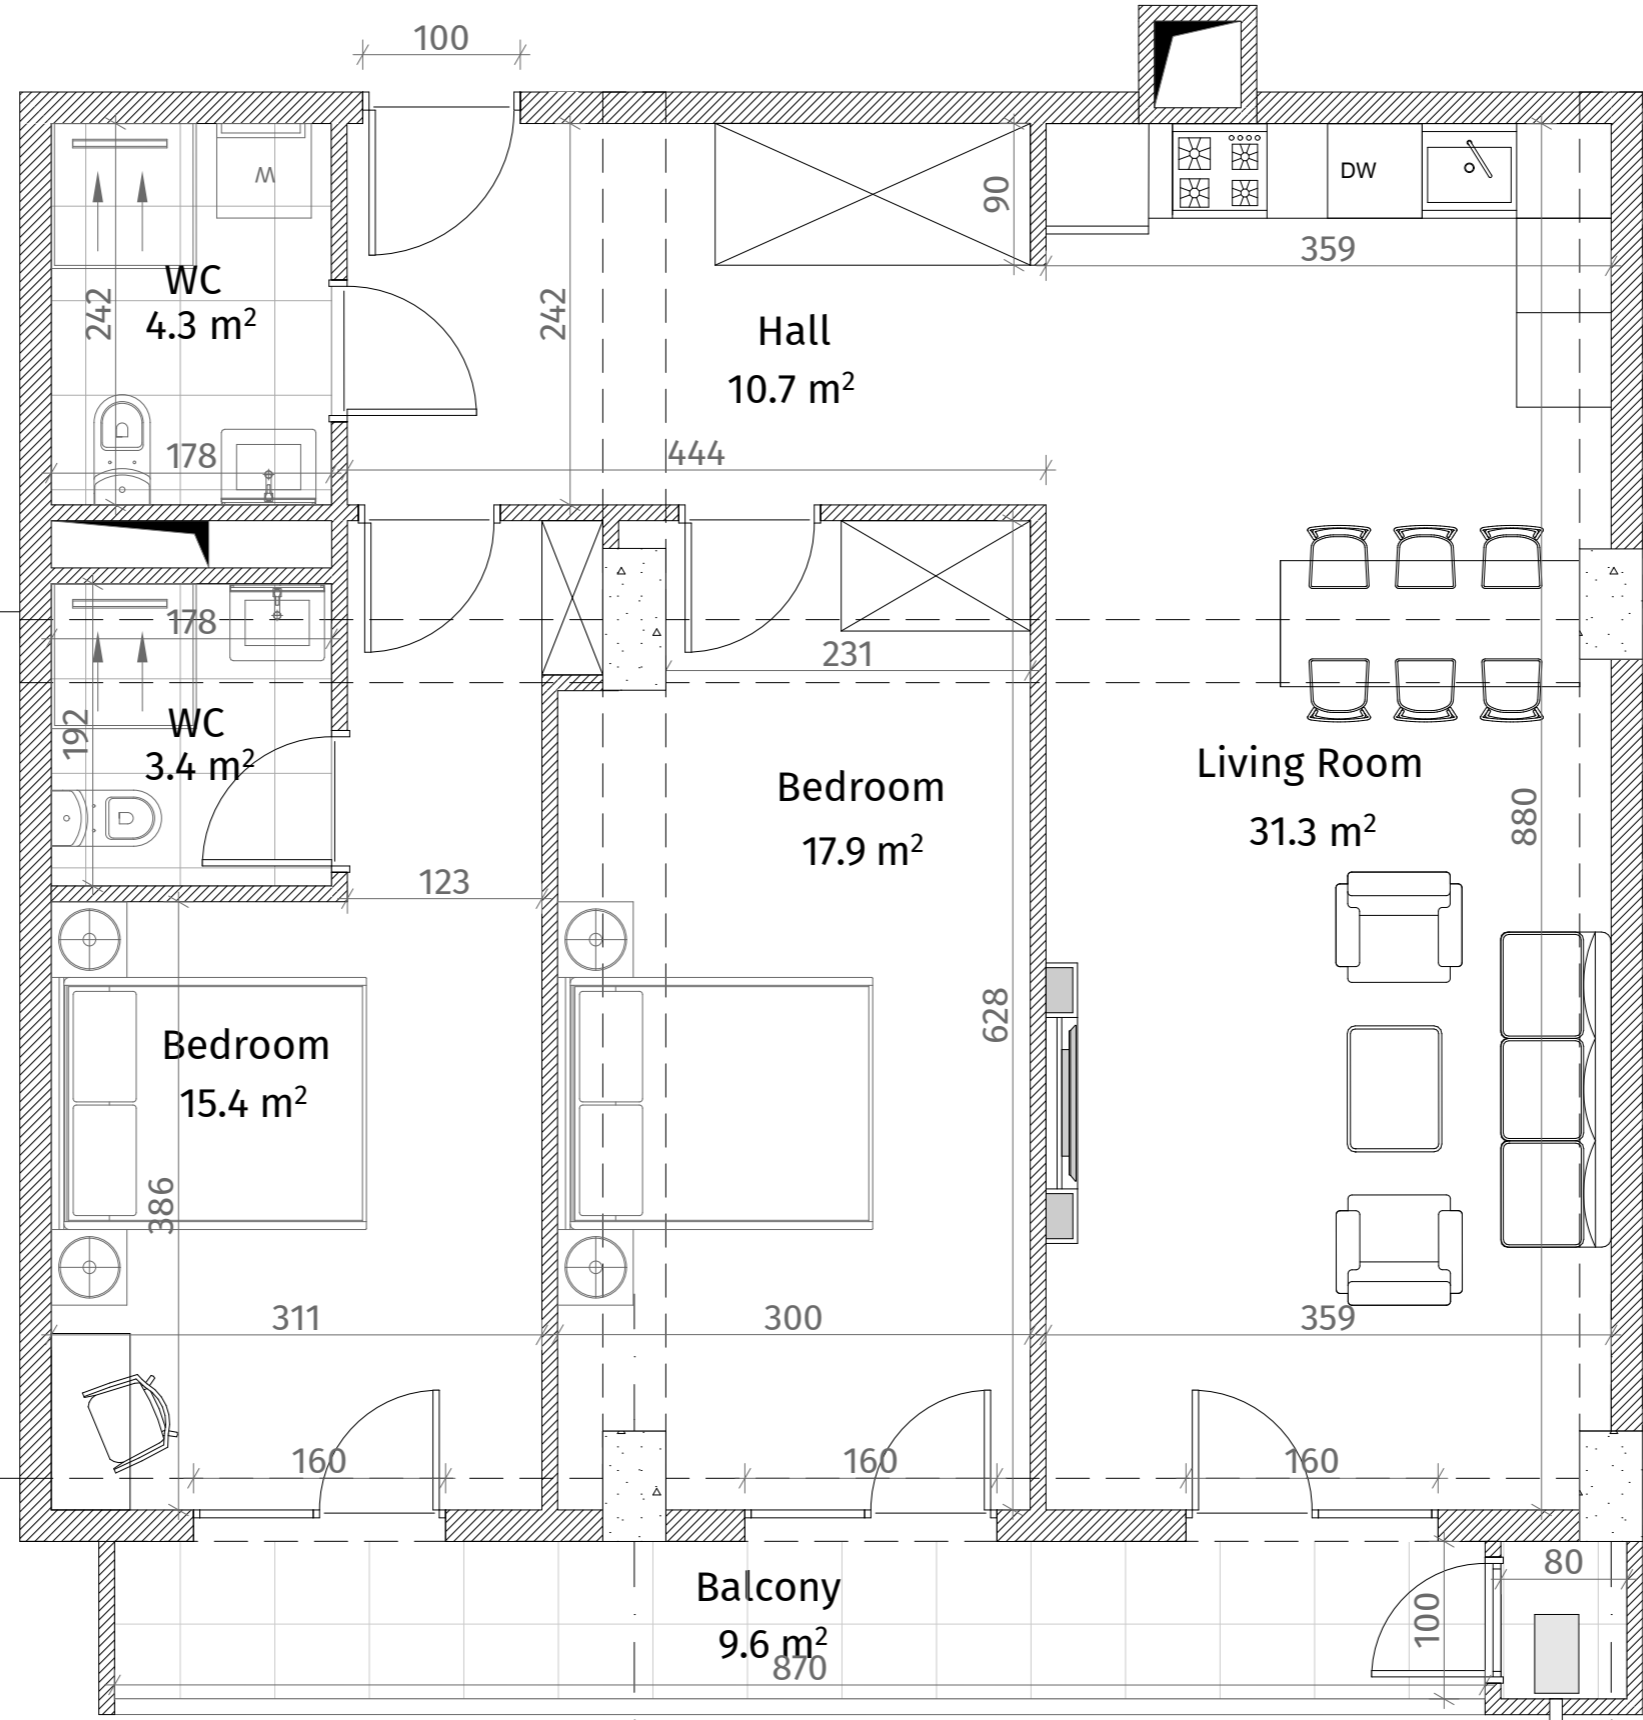 100
W
WC
4.3 m²
242
178
242
Hall
10.7 m²
444
90
DW
359
178
WC
3.4 m²
192
123
231
Bedroom
17.9 m²
628
Living Room
31.3 m²
880
Bedroom
15.4 m²
386
311
300
359
160
160
160
Balcony
9.6 m²
870
100
80